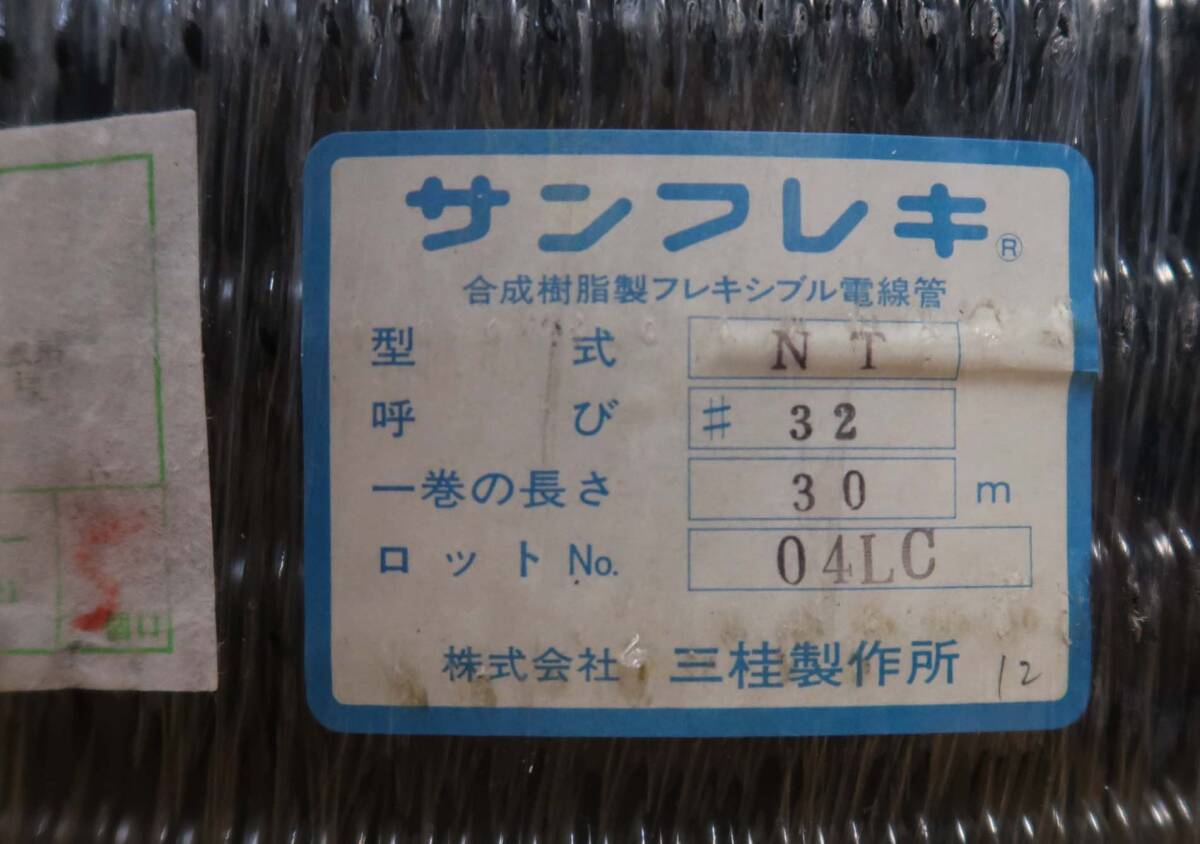 サンフレキ®
合成樹脂製フレキシブル電線管
型式 NT
呼び # 32
一巻の長さ 30 m
ロットNo. 04LC
株式会社 三桂製作所 12